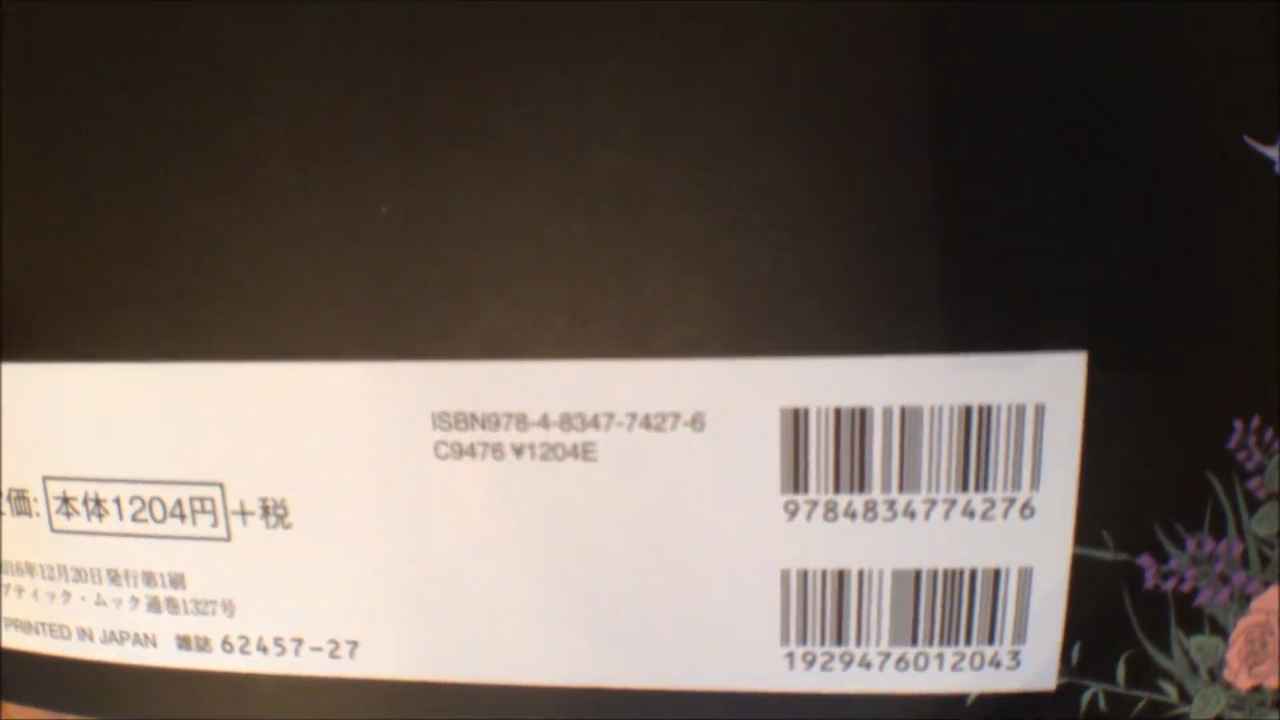 ISBN978-4-8347-7427-6
C9476 ¥1204E
9784834774276
価: 本体1204円+税
016年12月20日発行第1刷
ブティック・ムック通巻1327号
PRINTED IN JAPAN 雑誌 62457-27
1929476012043